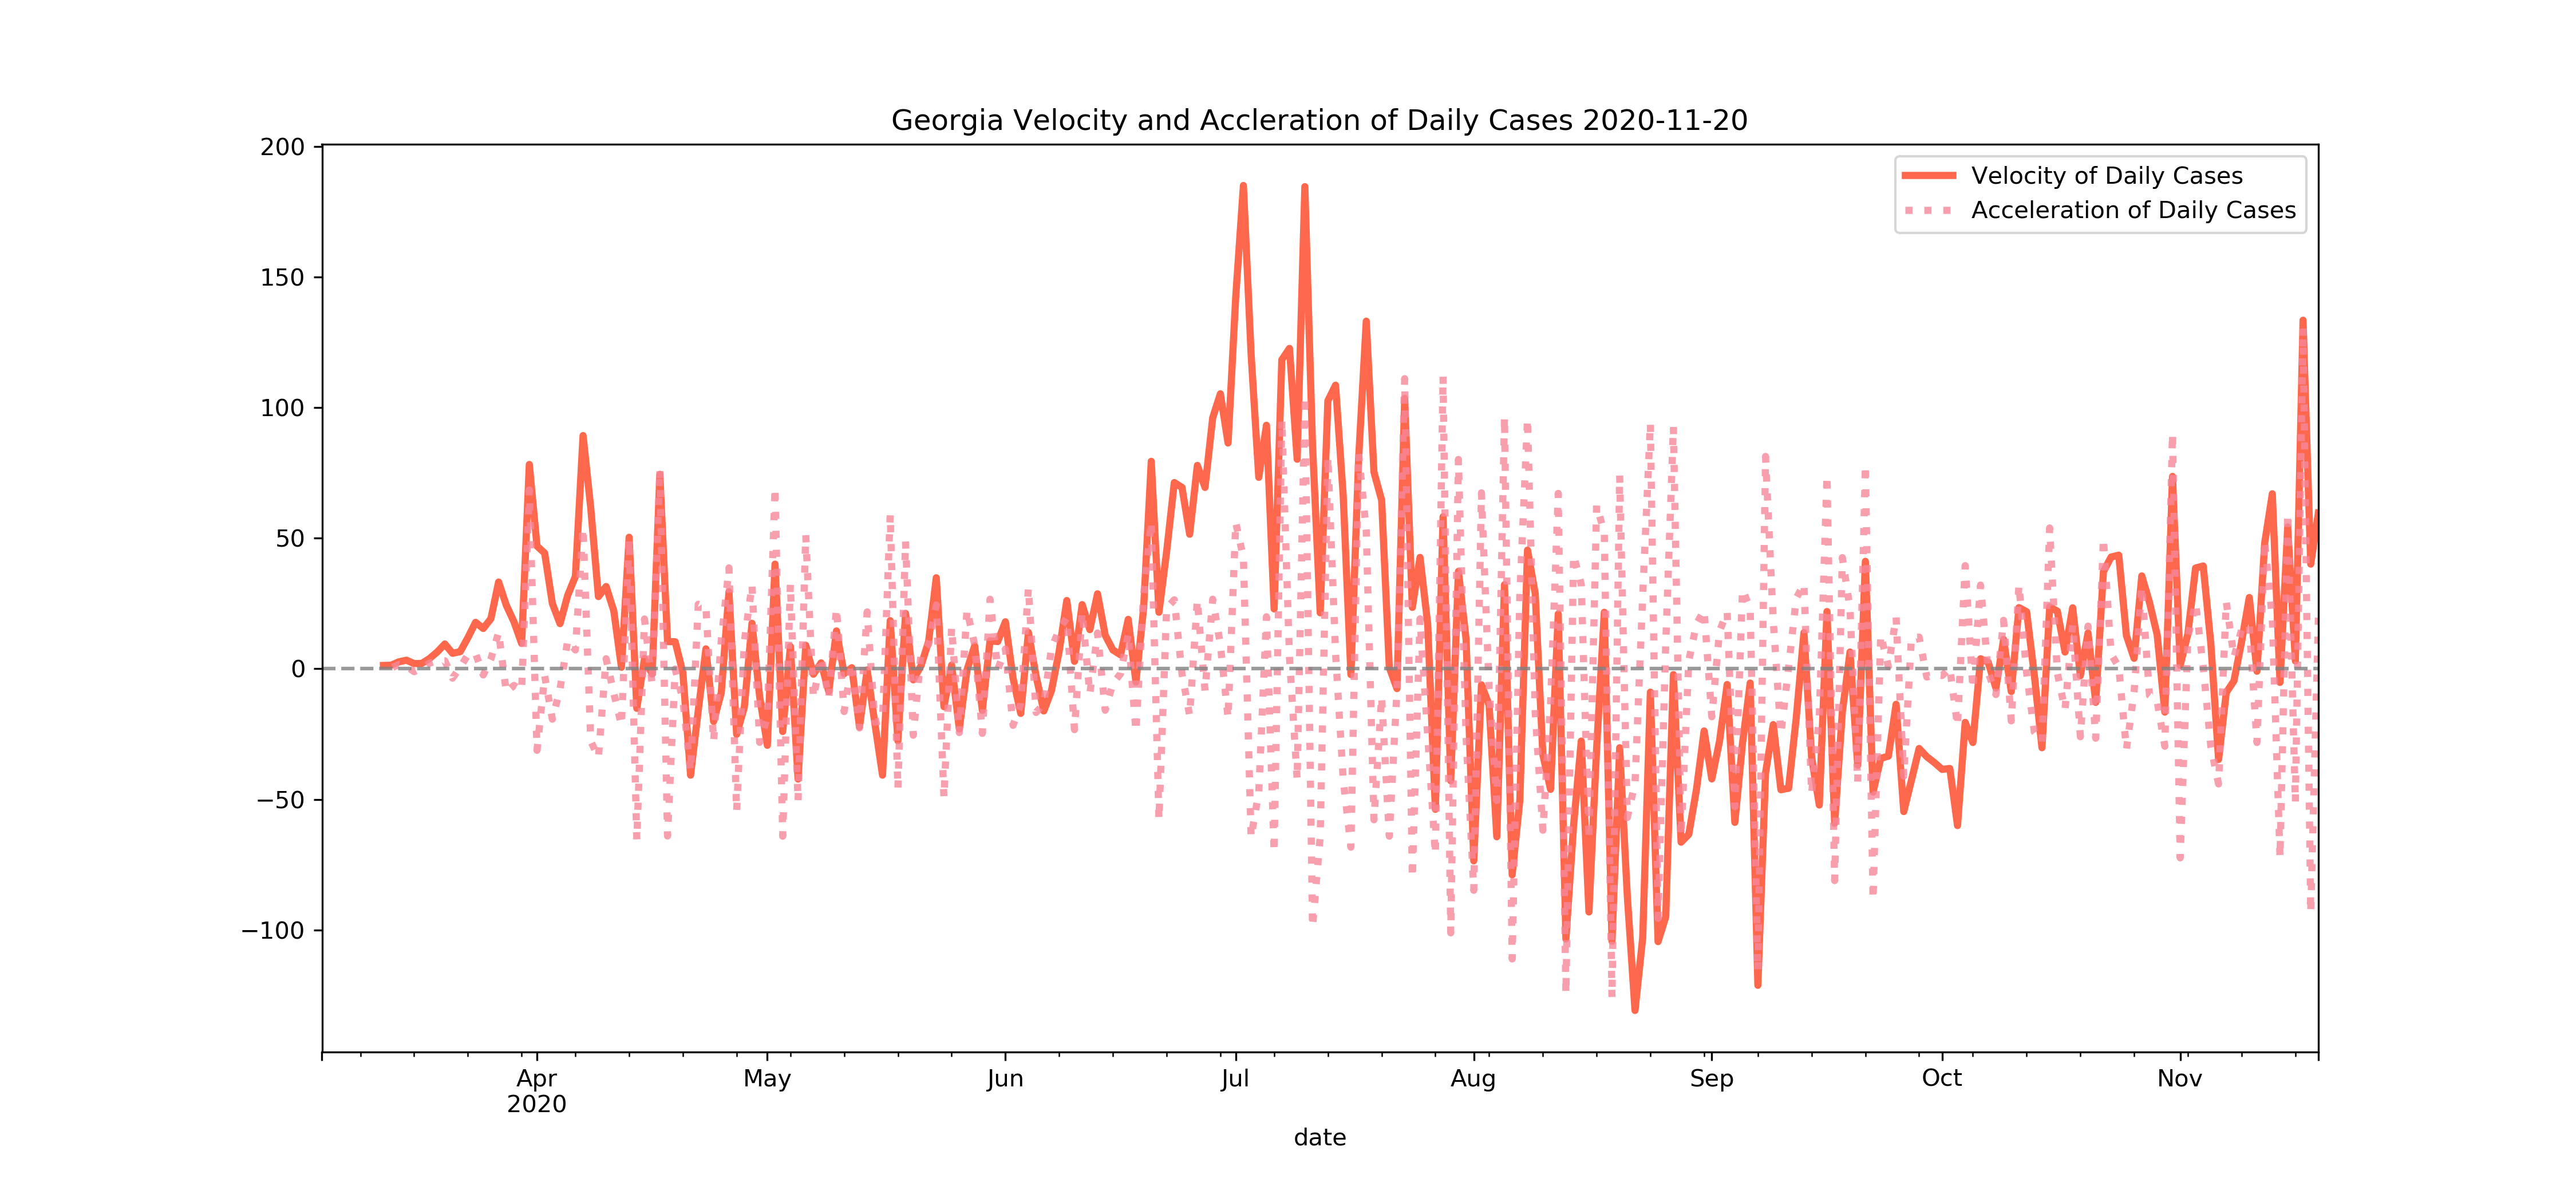 Georgia Velocity and Accleration of Daily Cases 2020-11-20
Velocity of Daily Cases
Acceleration of Daily Cases
200
150
100
50
0
−50
−100
Apr May Jun Jul Aug Sep Oct Nov
2020
date